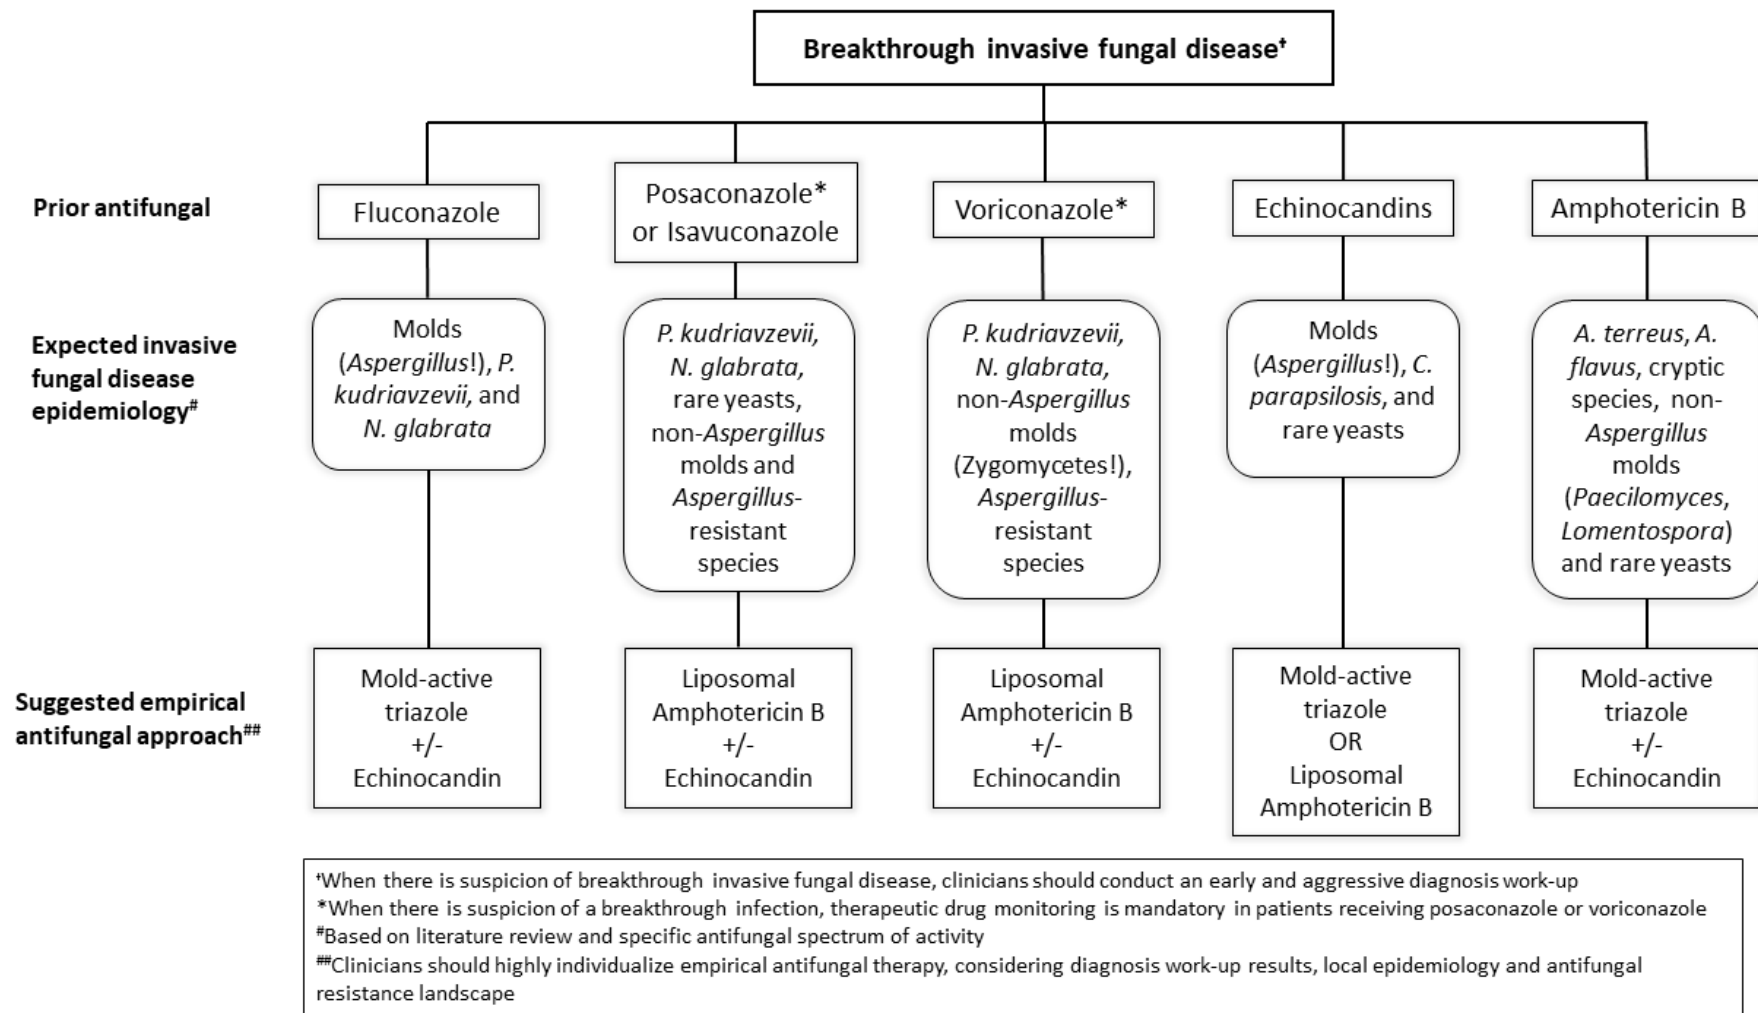 Breakthrough invasive fungal disease†
Prior antifungal
Fluconazole
Posaconazole*
or Isavuconazole
Voriconazole*
Echinocandins
Amphotericin B
Expected invasive
fungal disease
epidemiology#
Molds
(Aspergillus!), P.
kudriavzevii, and
N. glabrata
P. kudriavzevii,
N. glabrata,
rare yeasts,
non-Aspergillus
molds and
Aspergillus-
resistant
species
P. kudriavzevii,
N. glabrata,
non-Aspergillus
molds
(Zygomycetes!),
Aspergillus-
resistant
species
Molds
(Aspergillus!), C.
parapsilosis, and
rare yeasts
A. terreus, A.
flavus, cryptic
species, non-
Aspergillus
molds
(Paecilomyces,
Lomentospora)
and rare yeasts
Suggested empirical
antifungal approach##
Mold-active
triazole
+/-
Echinocandin
Liposomal
Amphotericin B
+/-
Echinocandin
Liposomal
Amphotericin B
+/-
Echinocandin
Mold-active
triazole
OR
Liposomal
Amphotericin B
Mold-active
triazole
+/-
Echinocandin
†When there is suspicion of breakthrough invasive fungal disease, clinicians should conduct an early and aggressive diagnosis work-up
*When there is suspicion of a breakthrough infection, therapeutic drug monitoring is mandatory in patients receiving posaconazole or voriconazole
#Based on literature review and specific antifungal spectrum of activity
##Clinicians should highly individualize empirical antifungal therapy, considering diagnosis work-up results, local epidemiology and antifungal
resistance landscape